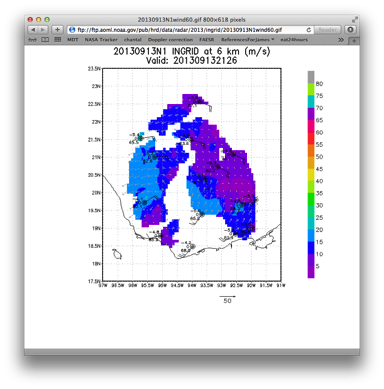 20130913N1wind60.gif 800×618 pixels
ftp://ftp.aoml.noaa.gov/pub/hrd/data/radar/2013/ingrid/20130913N1wind60.gif
Reader
MDT NASA Tracker chantal Doppler correction FAESR ReferencesForJames eat24hours
20130913N1 INGRID at 6 km (m/s)
Valid: 201309132126
23.5N
23N
22.5N
22N
21.5N
21N
20.5N
20N
19.5N
19N
18.5N
18N
17.5N
97W 96.5W 96W 95.5W 95W 94.5W 94W 93.5W 93W 92.5W 92W 91.5W 91W
80
75
70
65
60
55
50
45
40
35
30
25
20
15
10
5
50